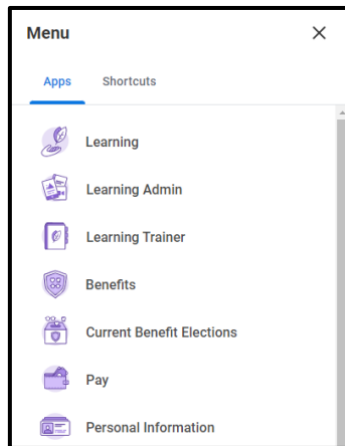 Menu
Apps Shortcuts
Learning
Learning Admin
Learning Trainer
Benefits
Current Benefit Elections
Pay
Personal Information